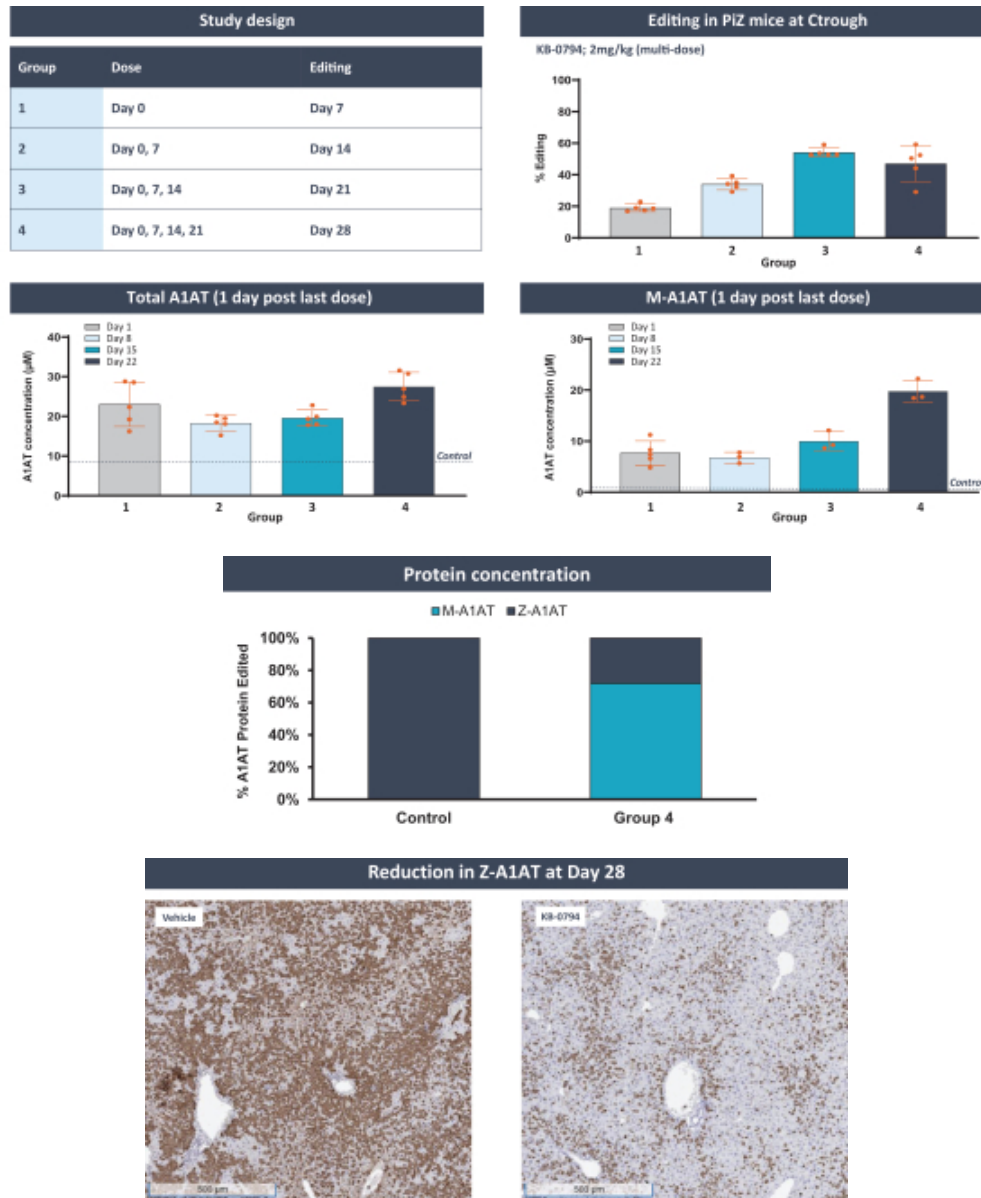 Study design
Group Dose Editing
1 Day 0 Day 7
2 Day 0, 7 Day 14
3 Day 0, 7, 14 Day 21
4 Day 0, 7, 14, 21 Day 28
Editing in PiZ mice at Ctrough
KB-0794; 2mg/kg (multi-dose)
% Editing
100
80
60
40
20
0
1 2 3 4
Group
Total A1AT (1 day post last dose)
Day 1
Day 8
Day 15
Day 22
A1AT concentration (μM)
40
30
20
10
0
Control
1 2 3 4
Group
M-A1AT (1 day post last dose)
Day 1
Day 8
Day 15
Day 22
A1AT concentration (μM)
30
20
10
0
Contro
1 2 3 4
Group
Protein concentration
M-A1AT Z-A1AT
% A1AT Protein Edited
100%
80%
60%
40%
20%
0%
Control Group 4
Reduction in Z-A1AT at Day 28
Vehicle
KB-0794
500 μm
500 μm